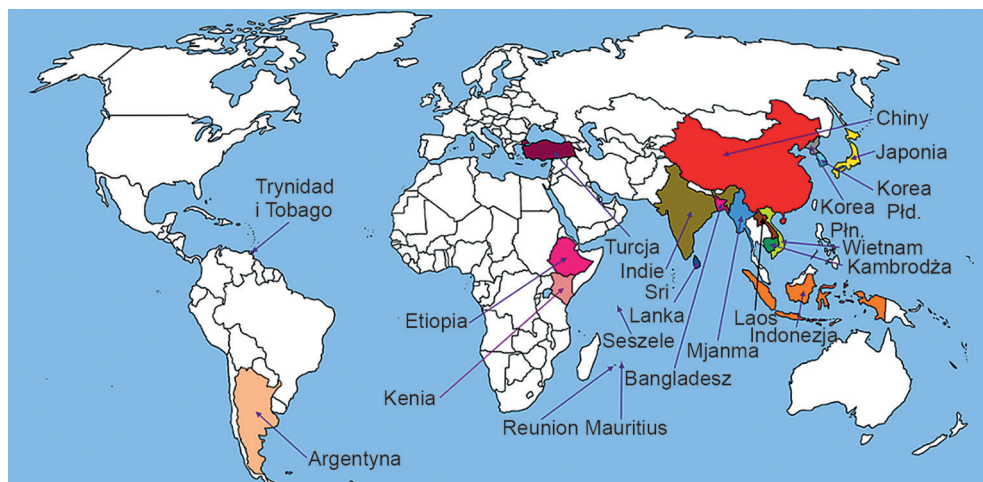 Chiny
Japonia
Trynidad
i Tobago
Korea
Płd.
Korea
Płn.
Turcja
Wietnam
Indie
Kambrodża
Sri
Lanka
Etiopia
Laos
Seszele
Indonezja
Mjanma
Bangladesz
Kenia
Reunion Mauritius
Argentyna